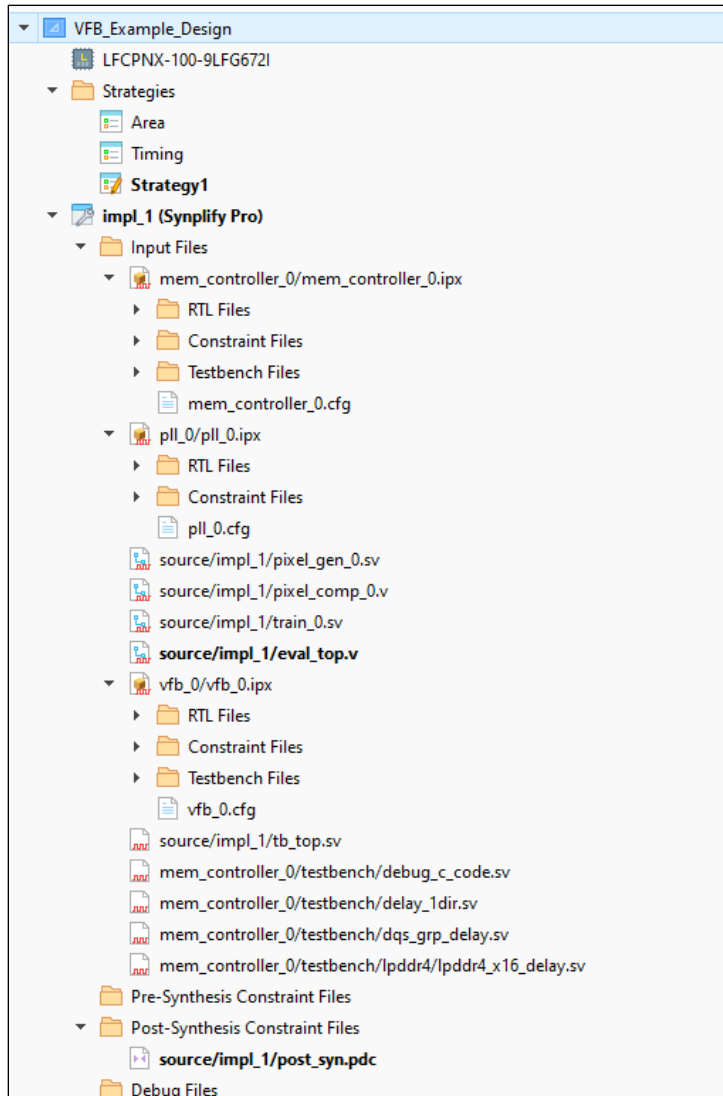 VFB_Example_Design
LFCPNX-100-9LFG672I
Strategies
Area
Timing
Strategy1
impl_1 (Synplify Pro)
Input Files
mem_controller_0/mem_controller_0.ipx
RTL Files
Constraint Files
Testbench Files
mem_controller_0.cfg
pll_0/pll_0.ipx
RTL Files
Constraint Files
pll_0.cfg
source/impl_1/pixel_gen_0.sv
source/impl_1/pixel_comp_0.v
source/impl_1/train_0.sv
source/impl_1/eval_top.v
vfb_0/vfb_0.ipx
RTL Files
Constraint Files
Testbench Files
vfb_0.cfg
source/impl_1/tb_top.sv
mem_controller_0/testbench/debug_c_code.sv
mem_controller_0/testbench/delay_1dir.sv
mem_controller_0/testbench/dqs_grp_delay.sv
mem_controller_0/testbench/lpddr4/lpddr4_x16_delay.sv
Pre-Synthesis Constraint Files
Post-Synthesis Constraint Files
source/impl_1/post_syn.pdc
Debug Files